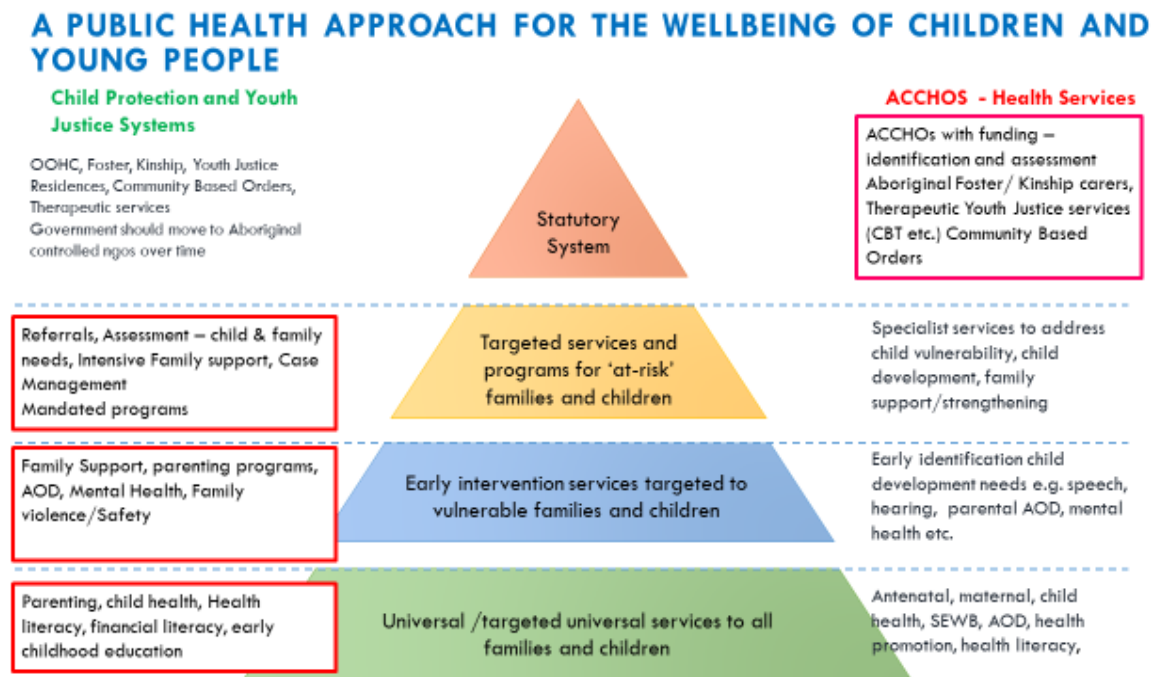 A PUBLIC HEALTH APPROACH FOR THE WELLBEING OF CHILDREN AND
YOUNG PEOPLE
Child Protection and Youth
Justice Systems
OOHC, Foster, Kinship, Youth Justice
Residences, Community Based Orders,
Therapeutic services
Government should move to Aboriginal
controlled ngos over time
Statutory
System
ACCHOS - Health Services
ACCHOs with funding –
identification and assessment
Aboriginal Foster/ Kinship carers,
Therapeutic Youth Justice services
(CBT etc.) Community Based
Orders
Referrals, Assessment – child & family
needs, Intensive Family support, Case
Management
Mandated programs
Targeted services and
programs for ‘at-risk’
families and children
Specialist services to address
child vulnerability, child
development, family
support/strengthening
Family Support, parenting programs,
AOD, Mental Health, Family
violence/Safety
Early intervention services targeted to
vulnerable families and children
Early identification child
development needs e.g. speech,
hearing, parental AOD, mental
health etc.
Parenting, child health, Health
literacy, financial literacy, early
childhood education
Universal /targeted universal services to all
families and children
Antenatal, maternal, child
health, SEWB, AOD, health
promotion, health literacy,